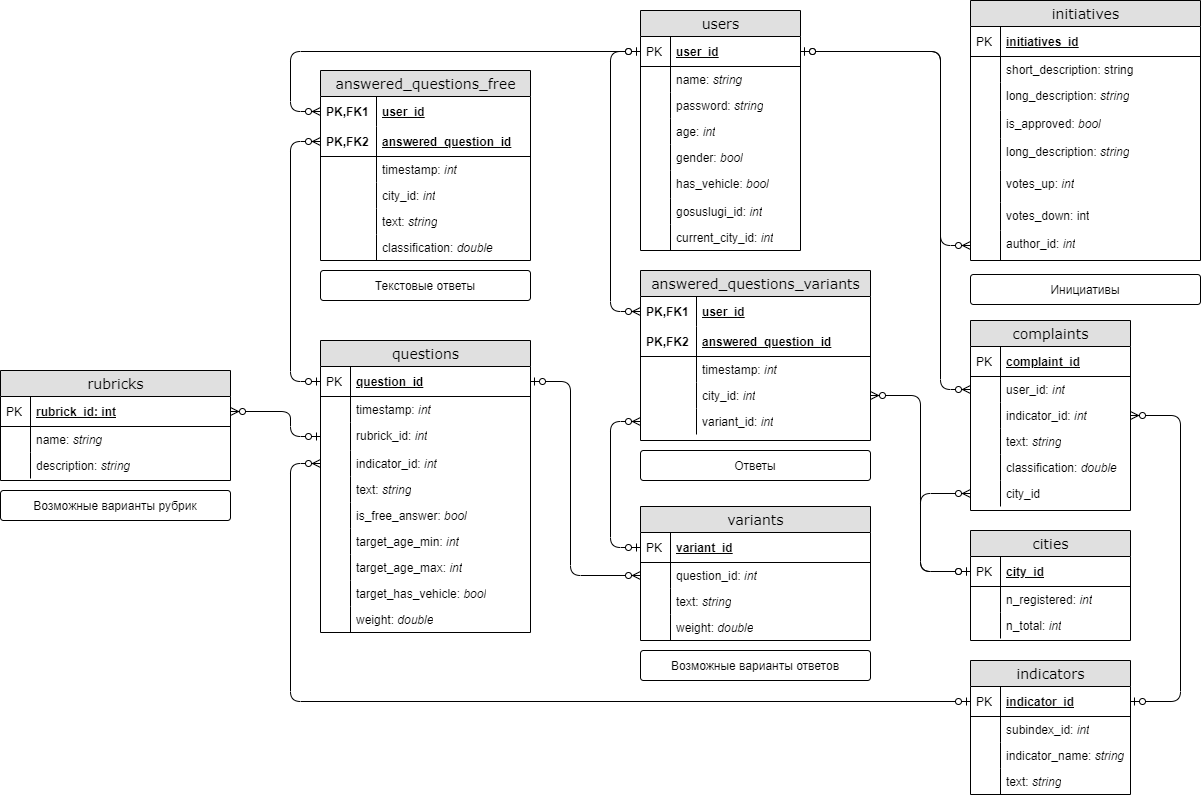 users
PK user_id
name: string
password: string
age: int
gender: bool
has_vehicle: bool
gosuslugi_id: int
current_city_id: int
initiatives
PK initiatives_id
short_description: string
long_description: string
is_approved: bool
long_description: string
votes_up: int
votes_down: int
author_id: int
Инициативы
answered_questions_free
PK,FK1 user_id
PK,FK2 answered_question_id
timestamp: int
city_id: int
text: string
classification: double
Текстовые ответы
answered_questions_variants
PK,FK1 user_id
PK,FK2 answered_question_id
timestamp: int
city_id: int
variant_id: int
Ответы
complaints
PK complaint_id
user_id: int
indicator_id: int
text: string
classification: double
city_id
questions
PK question_id
timestamp: int
rubrick_id: int
indicator_id: int
text: string
is_free_answer: bool
target_age_min: int
target_age_max: int
target_has_vehicle: bool
weight: double
rubricks
PK rubrick_id: int
name: string
description: string
Возможные варианты рубрик
variants
PK variant_id
question_id: int
text: string
weight: double
Возможные варианты ответов
cities
PK city_id
n_registered: int
n_total: int
indicators
PK indicator_id
subindex_id: int
indicator_name: string
text: string